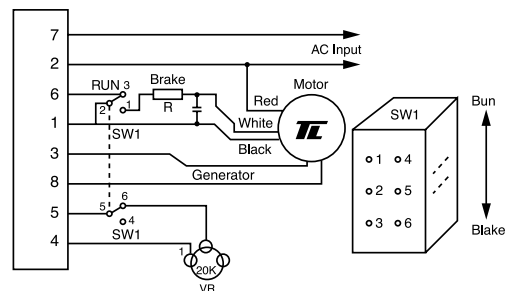 7
AC Input
2
6
RUN 3
Brake
Motor
2
1
R
Red
1
SW1
White
Black
TL
3
Generator
8
5
5
6
4
SW1
4
1
20K
VR
SW1
Bun
1 4
2 5
3 6
Blake